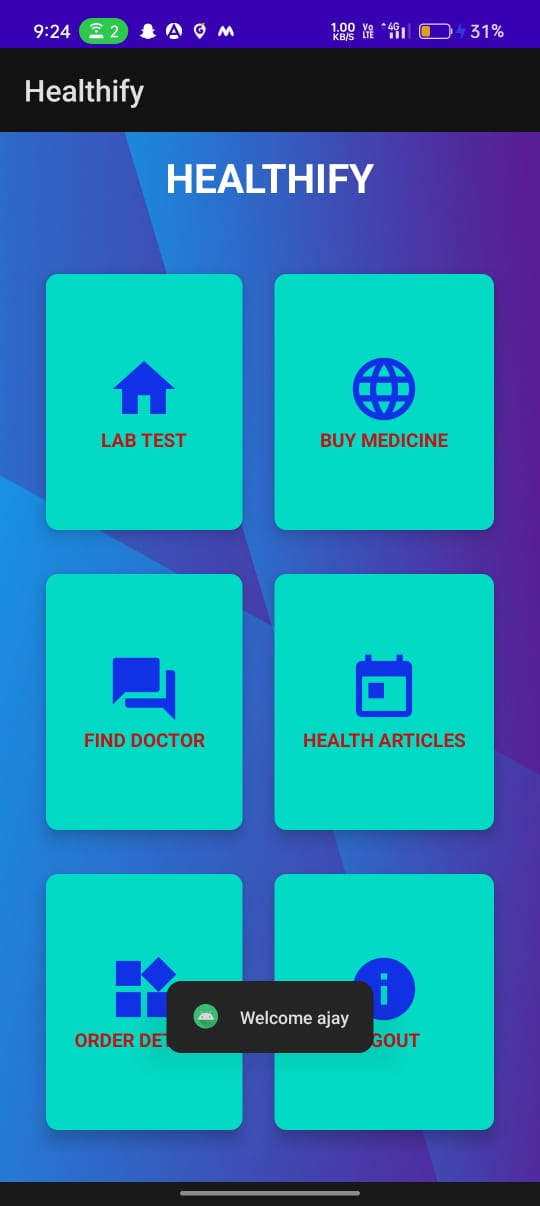 9:24 2 1.00 KB/S Vo LTE 4G 31%
Healthify
HEALTHIFY
LAB TEST
BUY MEDICINE
FIND DOCTOR
HEALTH ARTICLES
Welcome ajay
ORDER DET
GOUT